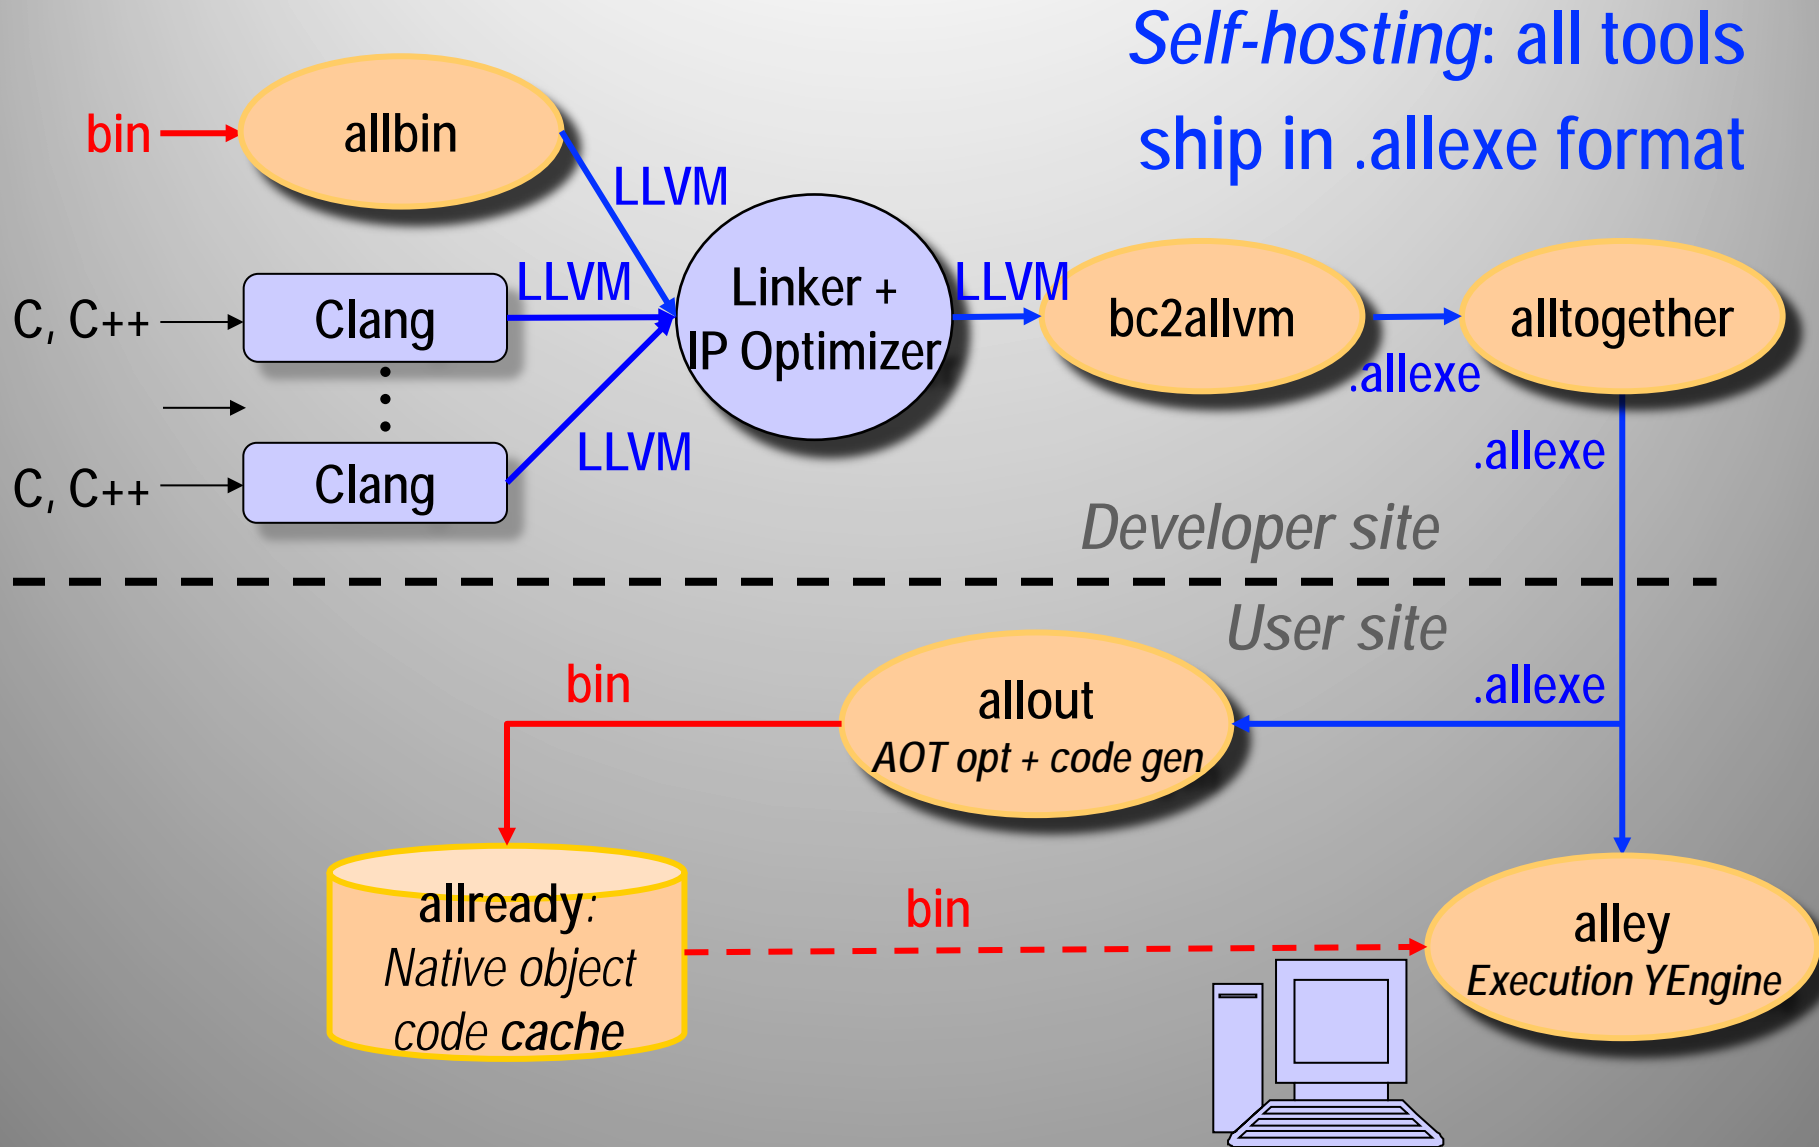 Self-hosting: all tools
ship in .allexe format
bin
allbin
LLVM
C, C++
Clang
LLVM
Linker +
IP Optimizer
LLVM
bc2allvm
.allexe
alltogether
C, C++
Clang
LLVM
.allexe
Developer site
User site
.allexe
allout
AOT opt + code gen
bin
allready:
Native object
code cache
bin
alley
Execution YEngine